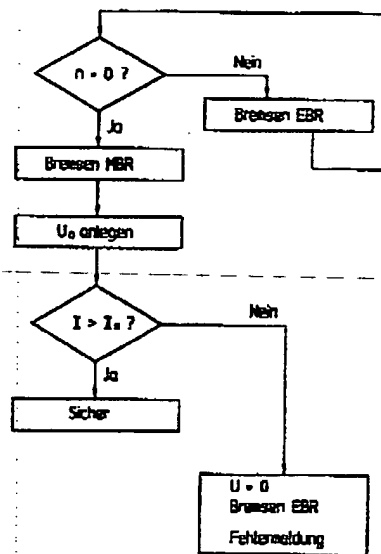 n = 0 ?
Nein
Bremsen EBR
Ja
Bremsen MBR
U₀ anlegen
I > I₀ ?
Nein
Ja
Sicher
U = 0
Bremsen EBR
Fehlermeldung